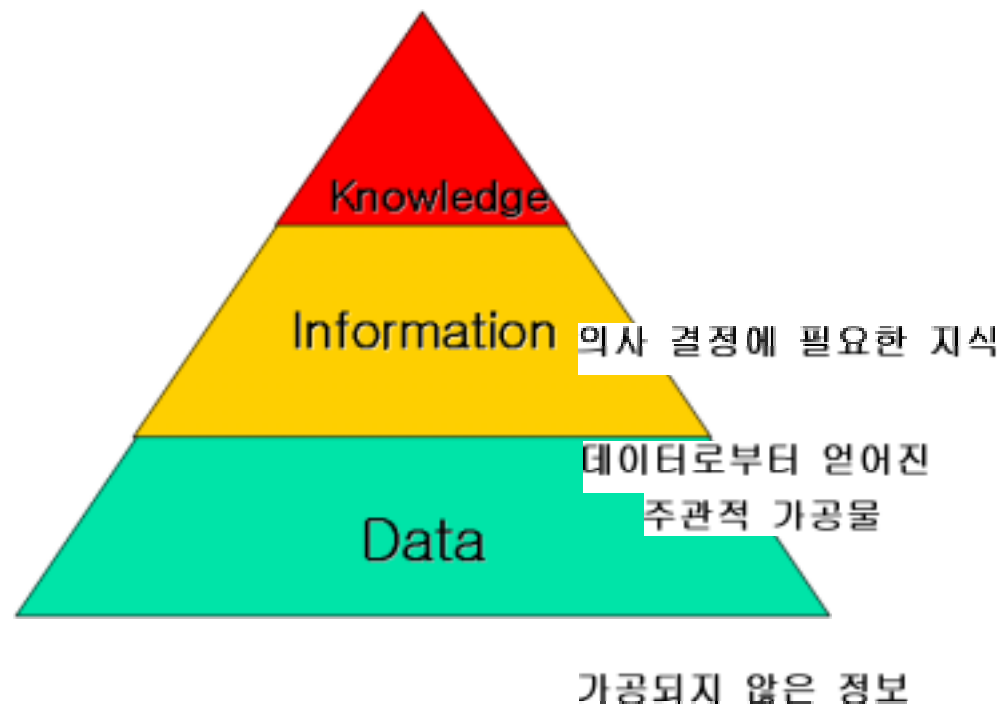 Knowledge
Information
의사 결정에 필요한 지식
데이터로부터 얻어진
주관적 가공물
Data
가공되지 않은 정보